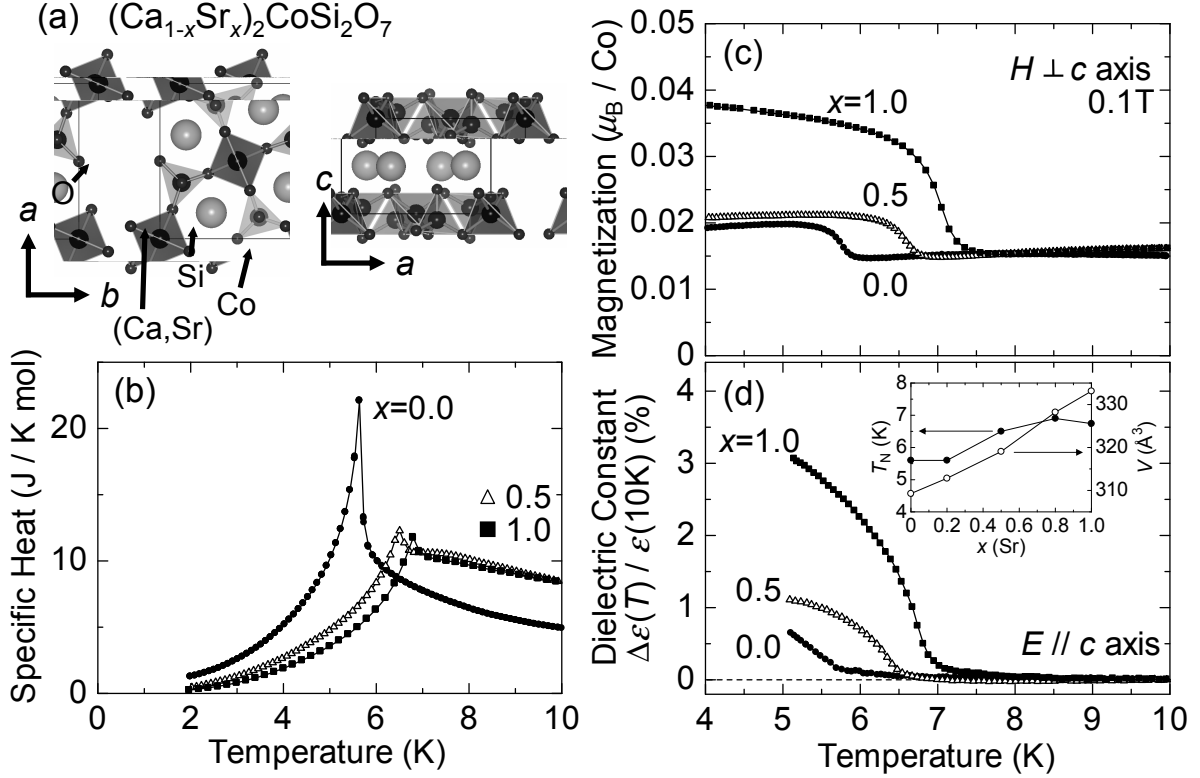 (a) (Ca1-xSrx)2CoSi2O7
O
a
b
Si
Co
(Ca,Sr)
c
a
(b)
x=0.0
0.5
1.0
Specific Heat (J / K mol)
20
10
0
0 2 4 6 8 10
Temperature (K)
(c)
H ⊥ c axis
0.1T
x=1.0
0.5
0.0
Magnetization (μB / Co)
0.05
0.04
0.03
0.02
0.01
0
(d)
x=1.0
0.5
0.0
E // c axis
Dielectric Constant
Δε(T) / ε(10K) (%)
4
3
2
1
0
4 5 6 7 8 9 10
Temperature (K)
TN (K)
8
7
6
5
4
0 0.2 0.4 0.6 0.8 1.0
x (Sr)
330
320
310
V (Å3)